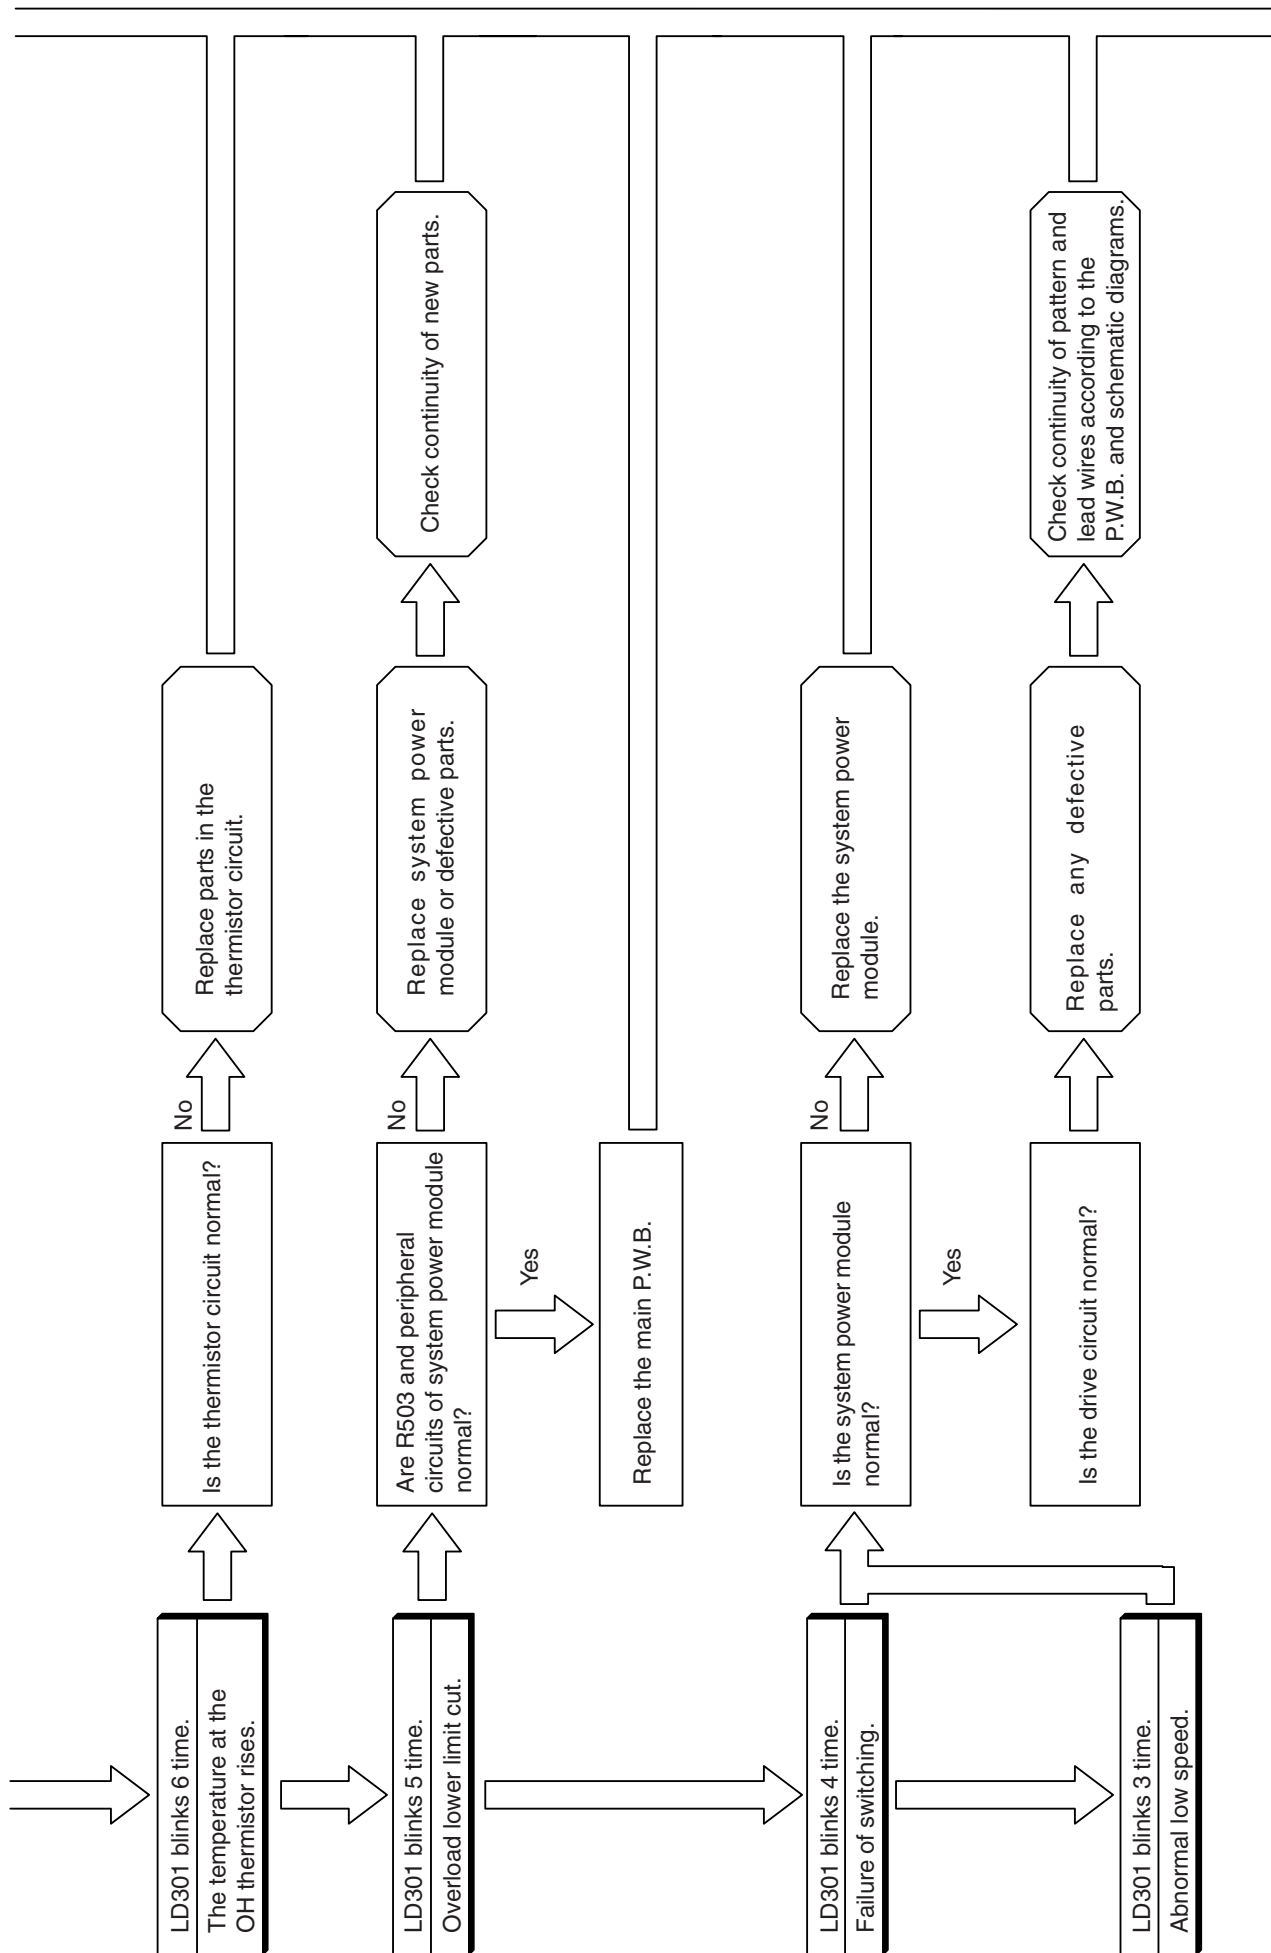 LD301 blinks 6 time.
The temperature at the
OH thermistor rises.
Is the thermistor circuit normal?
No
Replace parts in the
thermistor circuit.
LD301 blinks 5 time.
Overload lower limit cut.
Are R503 and peripheral
circuits of system power module
normal?
No
Replace system power
module or defective parts.
Check continuity of new parts.
Yes
Replace the main P.W.B.
LD301 blinks 4 time.
Failure of switching.
Is the system power module
normal?
No
Replace the system power
module.
Yes
LD301 blinks 3 time.
Abnormal low speed.
Is the drive circuit normal?
Replace any defective
parts.
Check continuity of pattern and
lead wires according to the
P.W.B. and schematic diagrams.